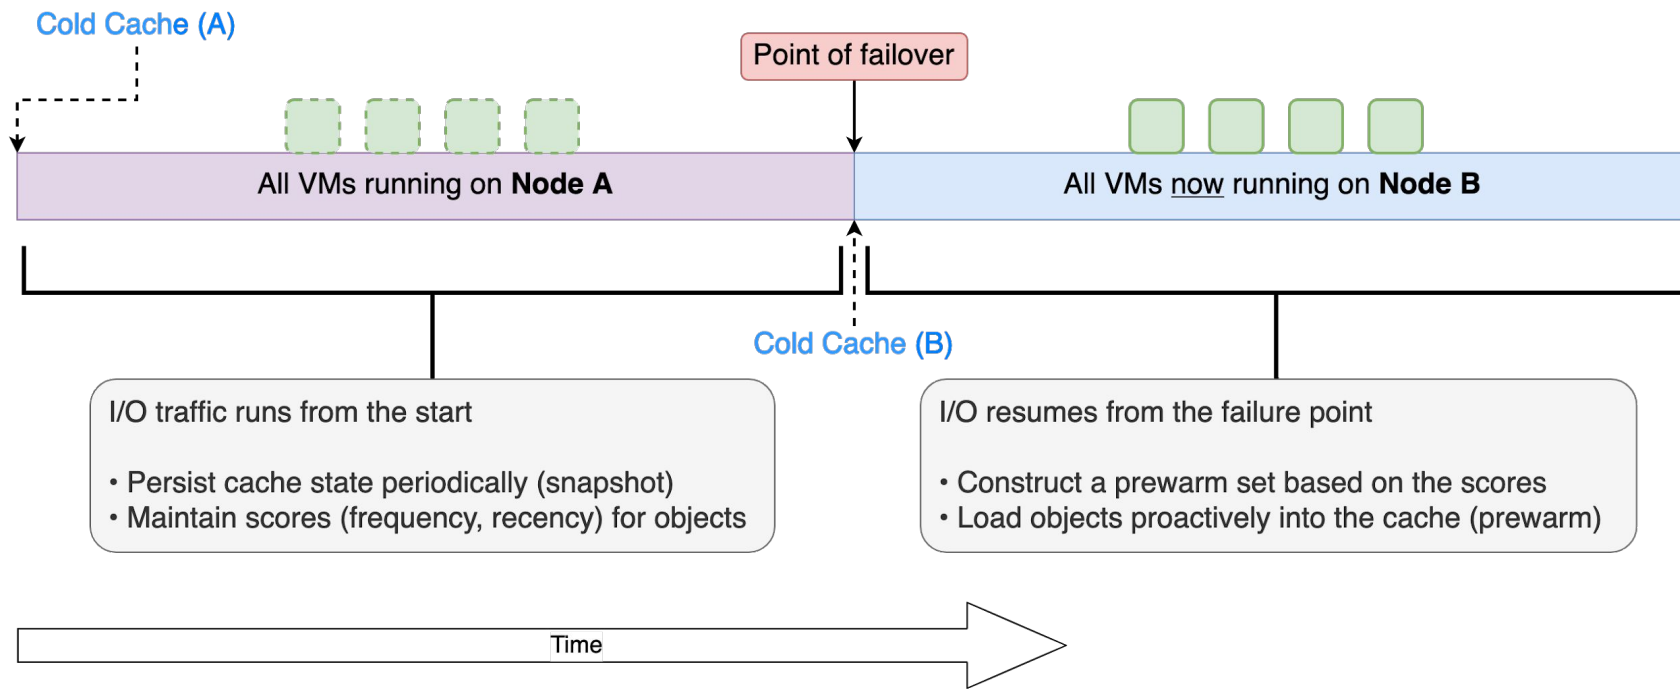 Cold Cache (A)
Point of failover
All VMs running on Node A
All VMs now running on Node B
Cold Cache (B)
I/O traffic runs from the start
• Persist cache state periodically (snapshot)
• Maintain scores (frequency, recency) for objects
I/O resumes from the failure point
• Construct a prewarm set based on the scores
• Load objects proactively into the cache (prewarm)
Time